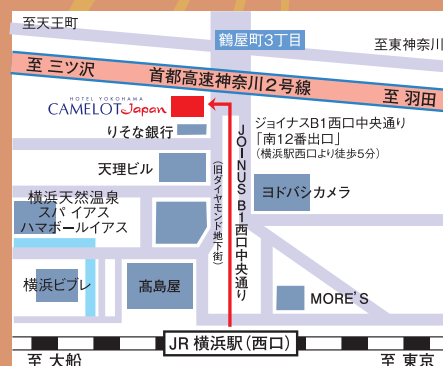 至天王町
鶴屋町3丁目
至東神奈川
至 三ツ沢
首都高速神奈川2号線
至 羽田
HOTEL YOKOHAMA
CAMELOT Japan
ジョイナスB1西口中央通り
「南12番出口」
(横浜駅西口より徒歩5分)
りそな銀行
天理ビル
JOINUS B1西口中央通り
(旧ダイヤモンド地下街)
ヨドバシカメラ
横浜天然温泉
スパ イアス
ハマボールイアス
横浜ビブレ
髙島屋
MORE'S
JR 横浜駅(西口)
至 大船
至 東京